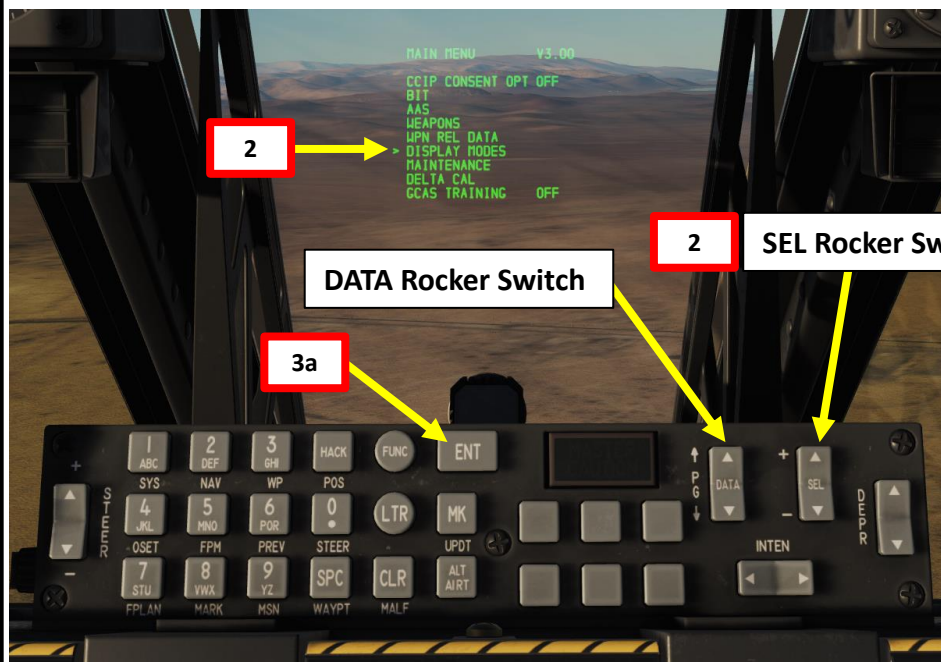 MAIN MENU V3.00
CCIP CONSENT OPT OFF
BIT
AAS
WEAPONS
WPN REL DATA
> DISPLAY MODES
MAINTENANCE
DELTA CAL
GCAS TRAINING OFF
2
2
SEL Rocker Sw
DATA Rocker Switch
3a
1 ABC
2 DEF
3 GHI
HACK
FUNC
ENT
SYS
NAV
WP
POS
4 JKL
5 MNO
6 PQR
0
LTR
MK
OSET
FPM
PREV
STEER
UPDT
7 STU
8 VWX
9 YZ
SPC
CLR
ALT AIRT
FPLAN
MARK
MSN
WAYPT
MALF
+
STEER
-
PG
DATA
+
SEL
-
DEPR
INTEN